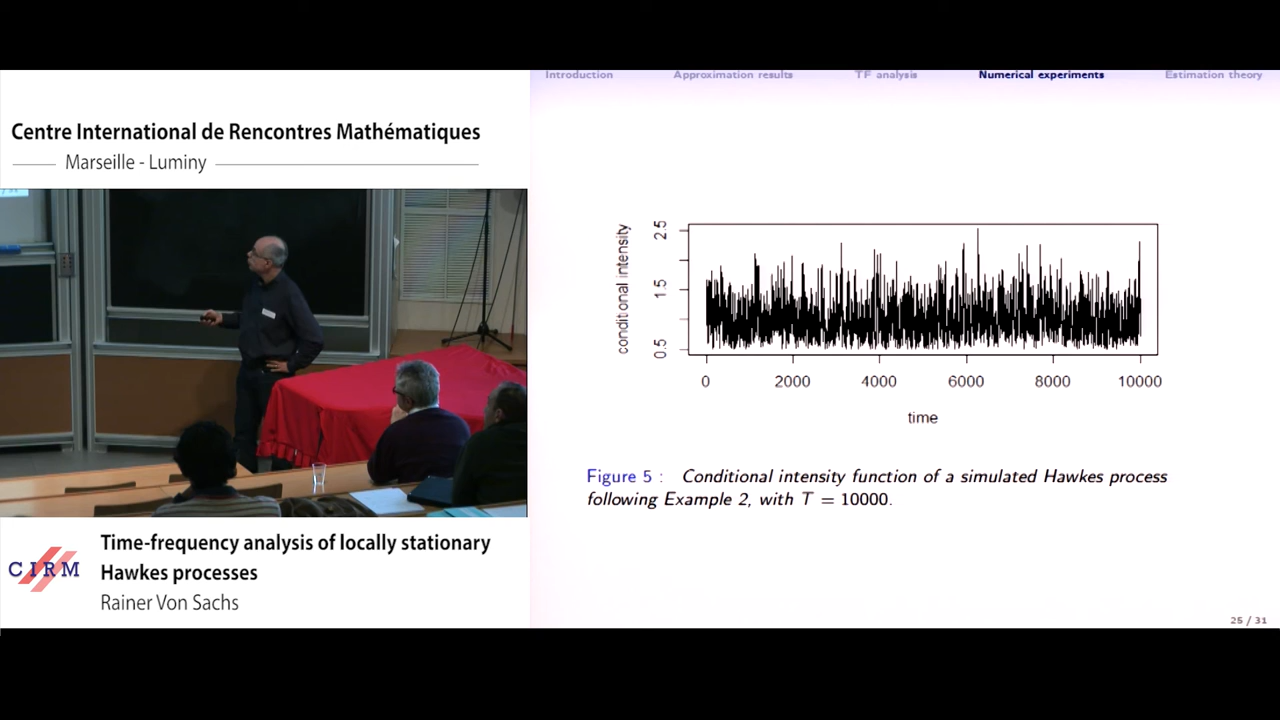 Centre International de Rencontres Mathématiques
Marseille - Luminy
CIRM
Time-frequency analysis of locally stationary
Hawkes processes
Rainer Von Sachs
Introduction Approximation results TF analysis Numerical experiments Estimation theory
conditional intensity
2.5
1.5
0.5
0 2000 4000 6000 8000 10000
time
Figure 5 : Conditional intensity function of a simulated Hawkes process
following Example 2, with T = 10000.
25 / 31